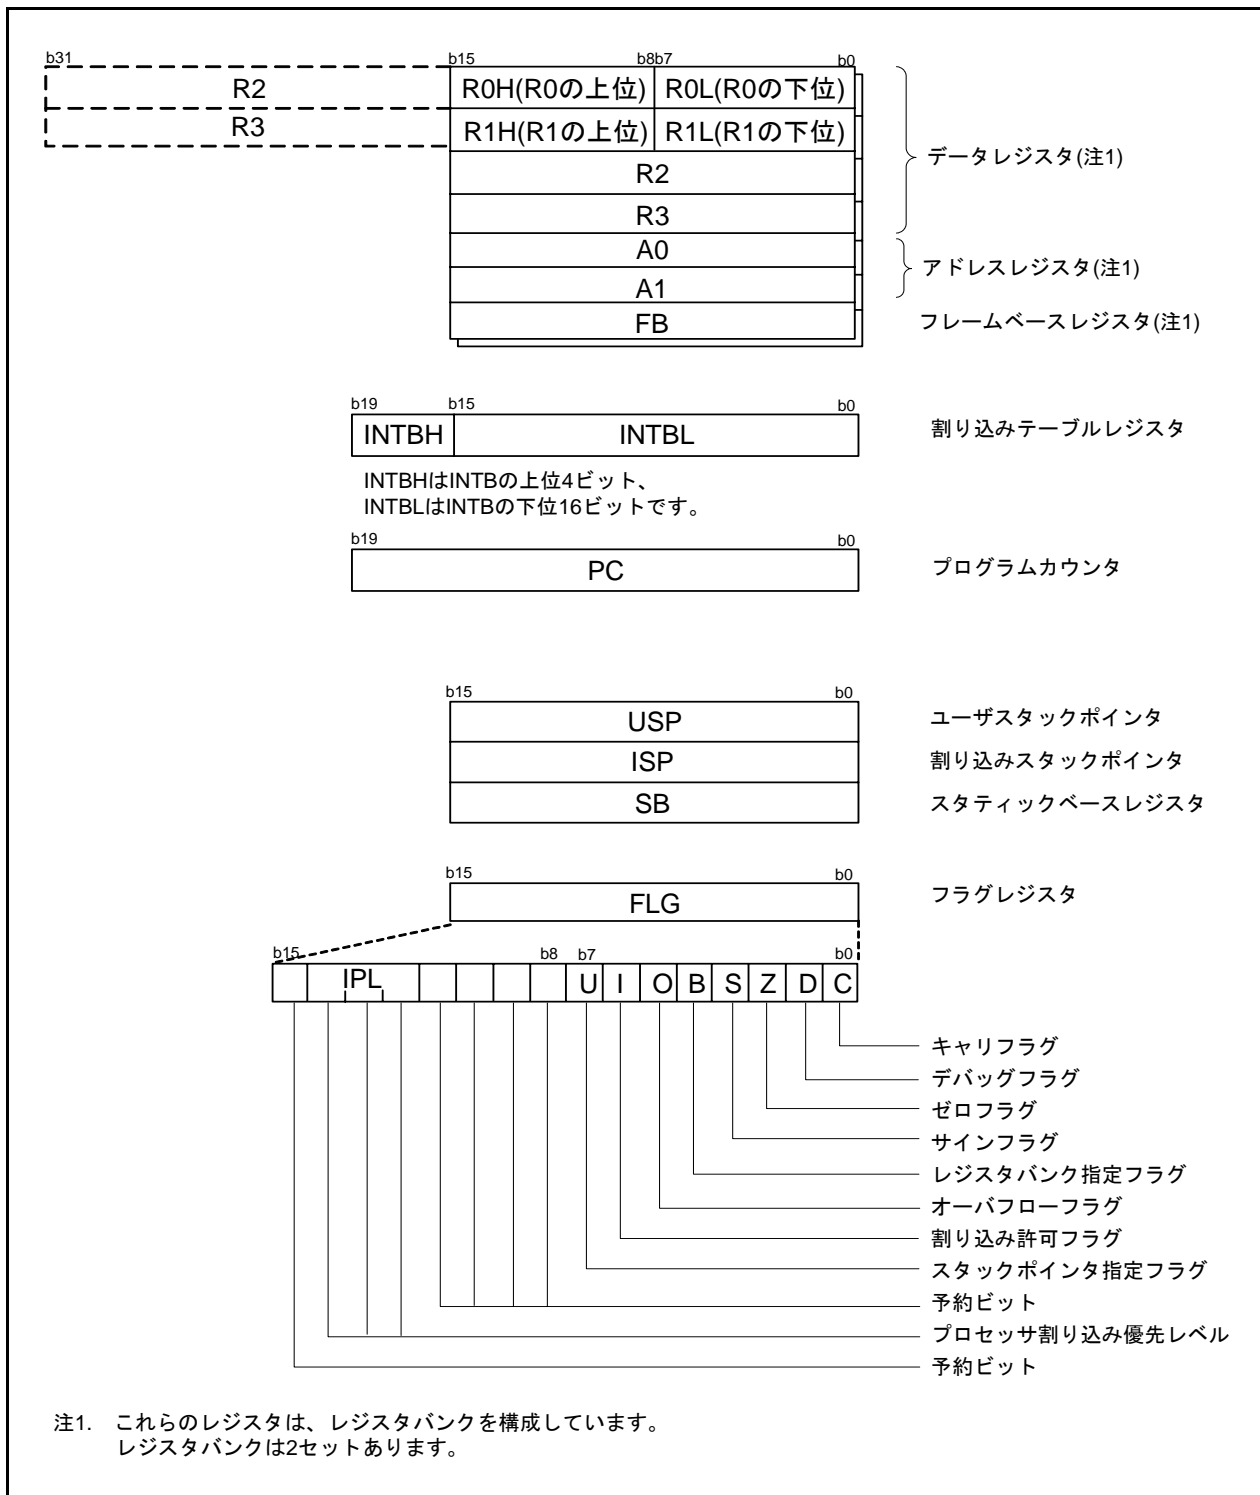 b31 b15 b8b7 b0
R2 R0H(R0の上位) R0L(R0の下位)
R3 R1H(R1の上位) R1L(R1の下位)
データレジスタ(注1)
R2
R3
A0
アドレスレジスタ(注1)
A1
FB フレームベースレジスタ(注1)
b19 b15 b0
INTBH INTBL 割り込みテーブルレジスタ
INTBHはINTBの上位4ビット、
INTBLはINTBの下位16ビットです。
b19 b0
PC プログラムカウンタ
b15 b0
USP ユーザスタックポインタ
ISP 割り込みスタックポインタ
SB スタティックベースレジスタ
b15 b0
FLG フラグレジスタ
b15 b8 b7 b0
IPL U I O B S Z D C
キャリフラグ
デバッグフラグ
ゼロフラグ
サインフラグ
レジスタバンク指定フラグ
オーバフローフラグ
割り込み許可フラグ
スタックポインタ指定フラグ
予約ビット
プロセッサ割り込み優先レベル
予約ビット
注1. これらのレジスタは、レジスタバンクを構成しています。
レジスタバンクは2セットあります。